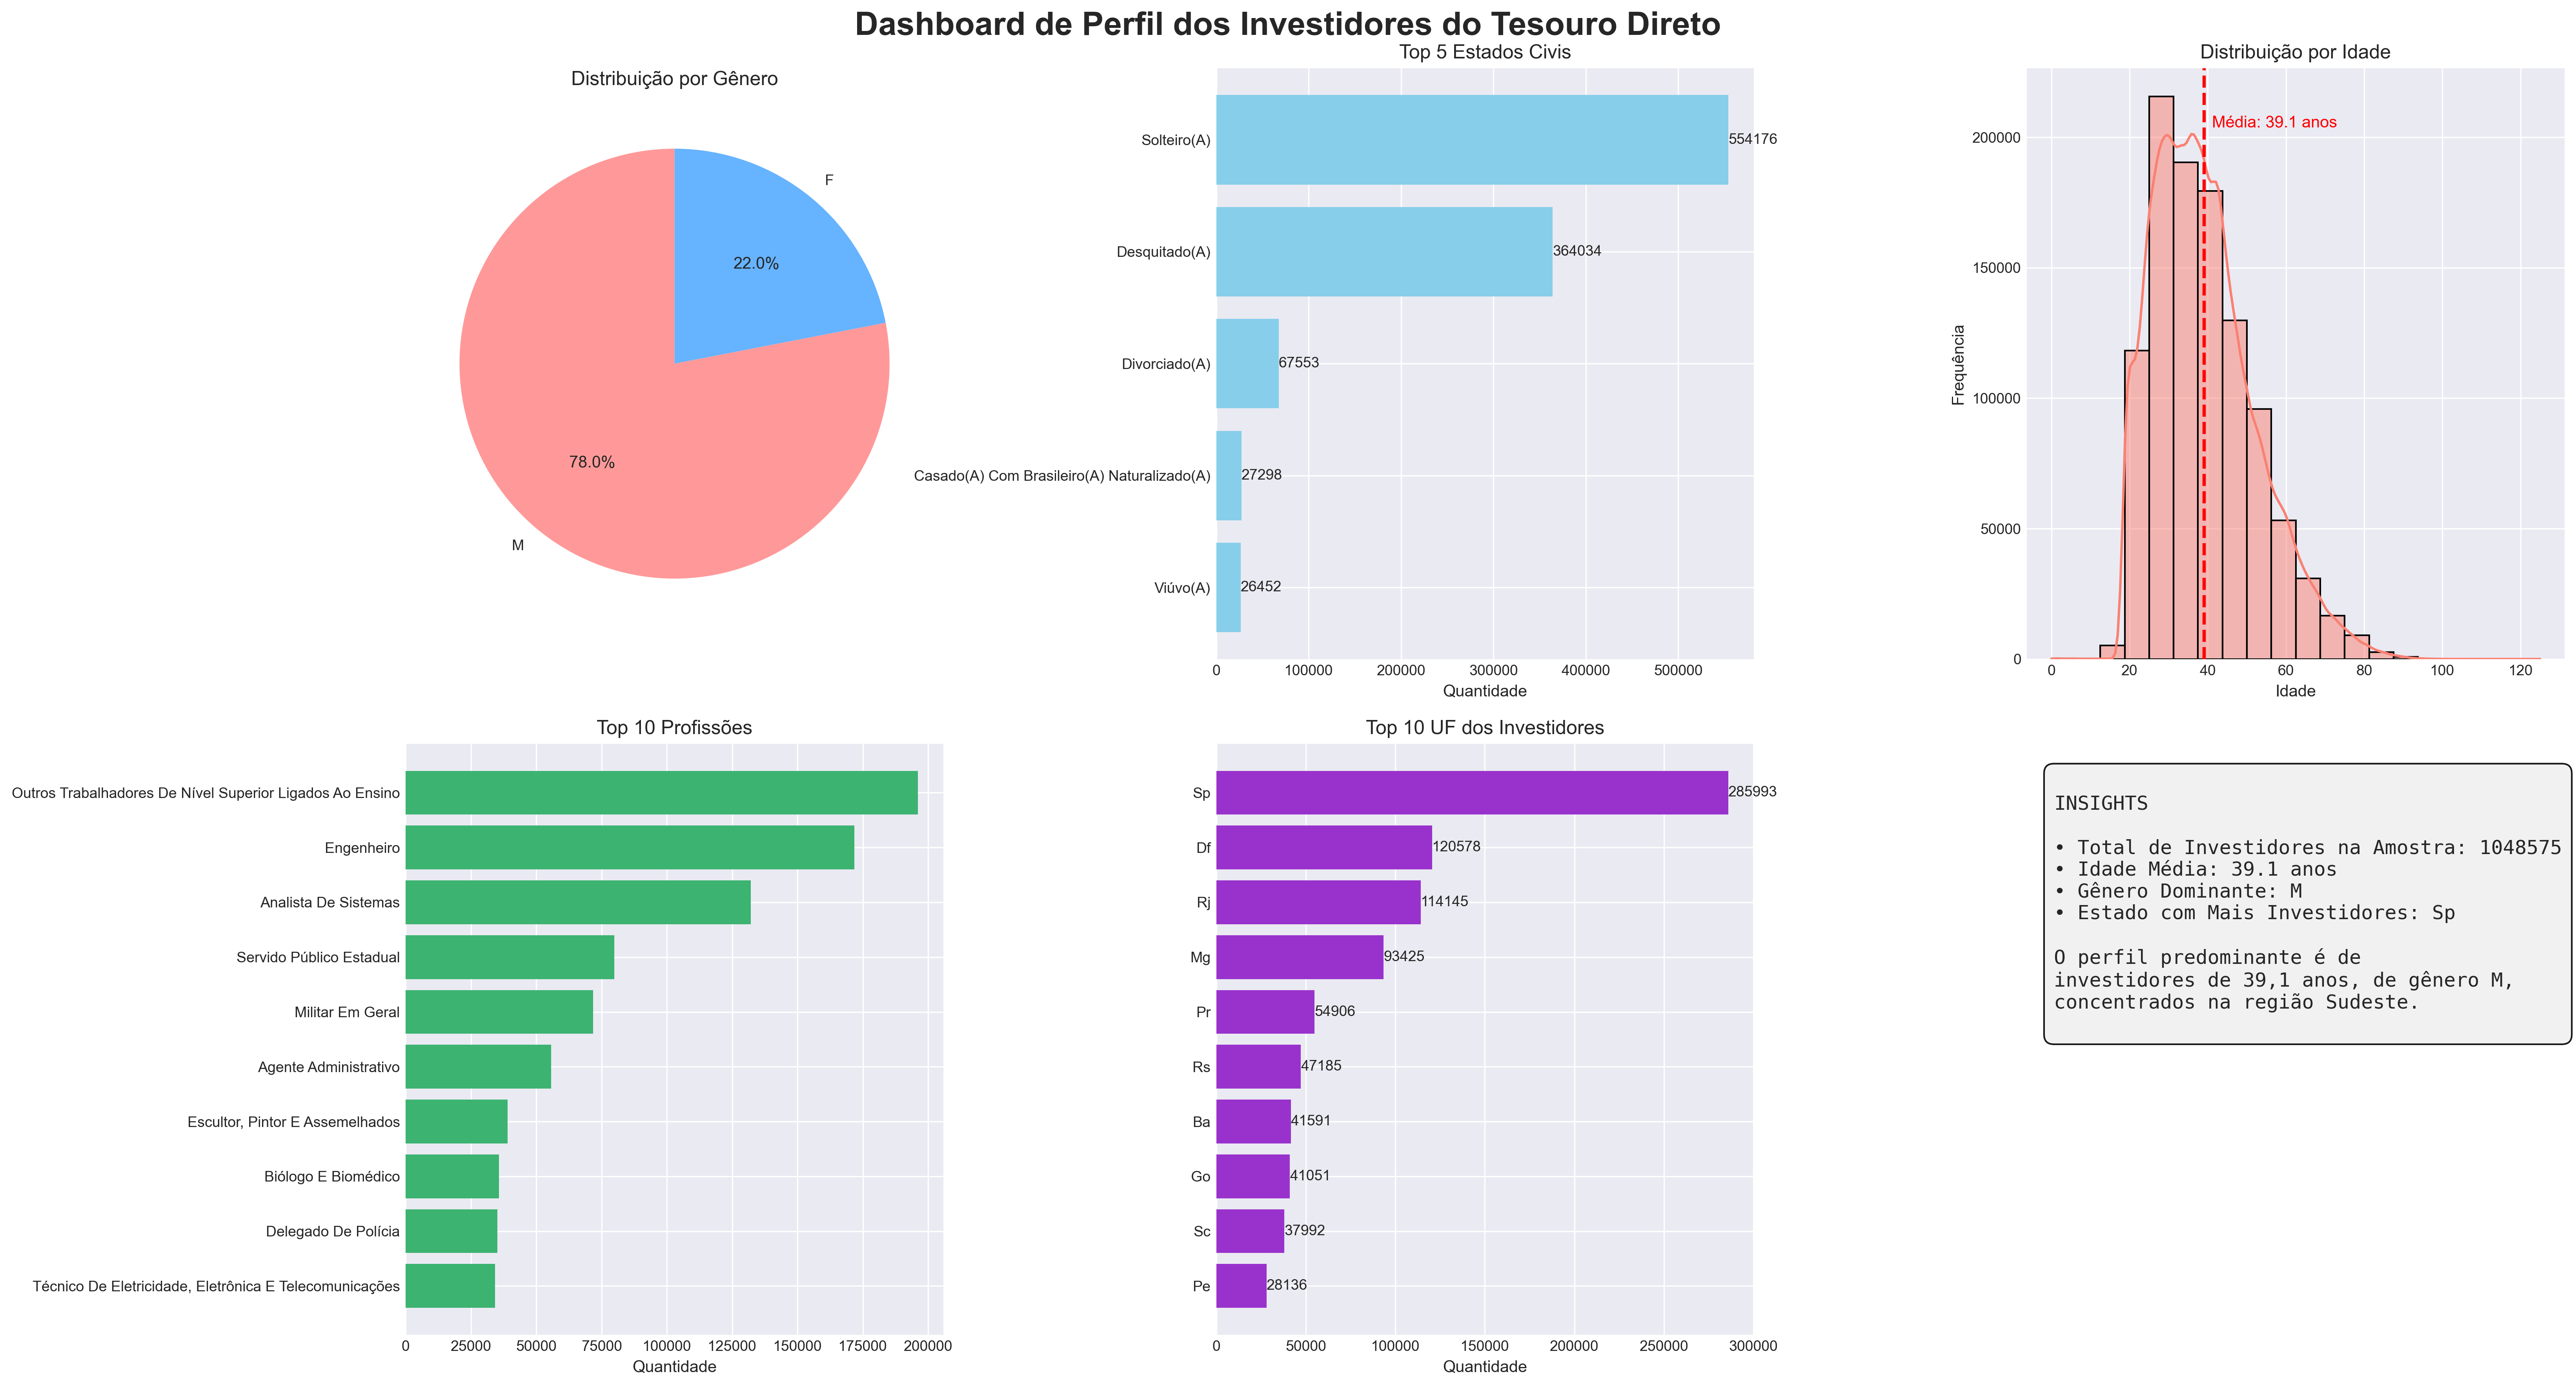 Dashboard de Perfil dos Investidores do Tesouro Direto
Distribuição por Gênero
F
22.0%
78.0%
M
Top 5 Estados Civis
Solteiro(A)
554176
Desquitado(A)
364034
Divorciado(A)
67553
Casado(A) Com Brasileiro(A) Naturalizado(A)
27298
Viúvo(A)
26452
0 100000 200000 300000 400000 500000
Quantidade
Distribuição por Idade
Média: 39.1 anos
Frequência
200000
150000
100000
50000
0
0 20 40 60 80 100 120
Idade
Top 10 Profissões
Outros Trabalhadores De Nível Superior Ligados Ao Ensino
Engenheiro
Analista De Sistemas
Servido Público Estadual
Militar Em Geral
Agente Administrativo
Escultor, Pintor E Assemelhados
Biólogo E Biomédico
Delegado De Polícia
Técnico De Eletricidade, Eletrônica E Telecomunicações
0 25000 50000 75000 100000 125000 150000 175000 200000
Quantidade
Top 10 UF dos Investidores
Sp
285993
Df
120578
Rj
114145
Mg
93425
Pr
54906
Rs
47185
Ba
41591
Go
41051
Sc
37992
Pe
28136
0 50000 100000 150000 200000 250000 300000
Quantidade
INSIGHTS
• Total de Investidores na Amostra: 1048575
• Idade Média: 39.1 anos
• Gênero Dominante: M
• Estado com Mais Investidores: Sp
O perfil predominante é de
investidores de 39,1 anos, de gênero M,
concentrados na região Sudeste.